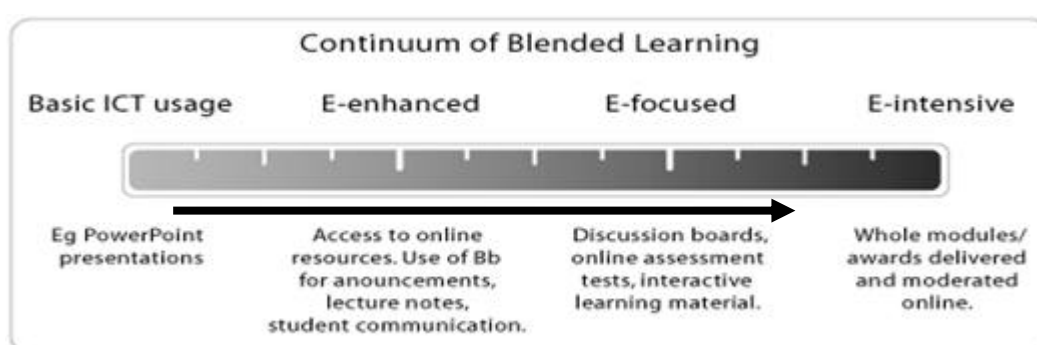 Continuum of Blended Learning
Basic ICT usage
E-enhanced
E-focused
E-intensive
Eg PowerPoint
presentations
Access to online
resources. Use of Bb
for anouncements,
lecture notes,
student communication.
Discussion boards,
online assessment
tests, interactive
learning material.
Whole modules/
awards delivered
and moderated
online.